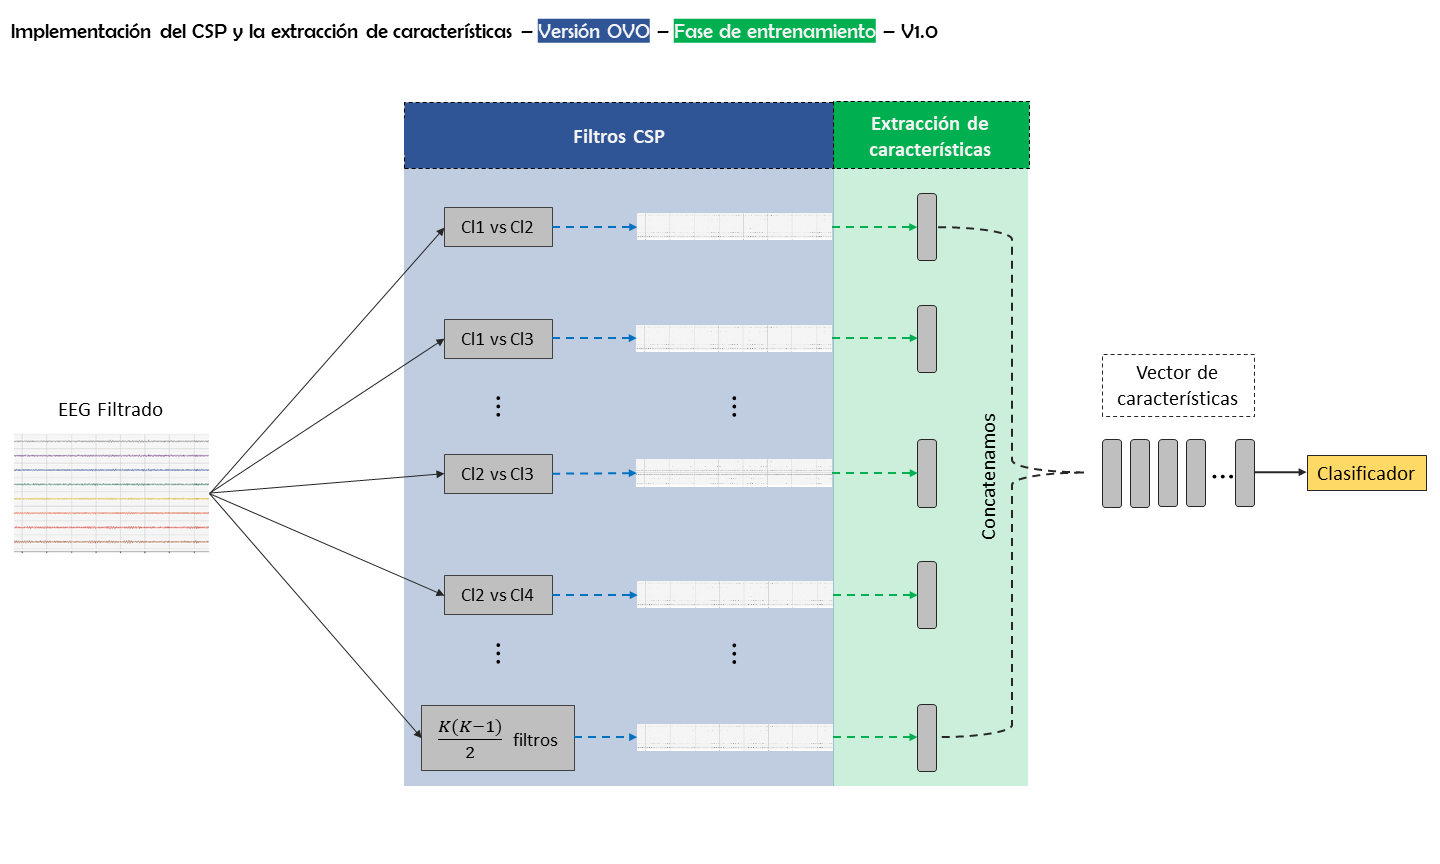 Implementación del CSP y la extracción de características – Versión OVO – Fase de entrenamiento – V1.0
Filtros CSP
Extracción de
características
Cl1 vs Cl2
Cl1 vs Cl3
⋮ ⋮
EEG Filtrado
Cl2 vs Cl3
Cl2 vs Cl4
⋮ ⋮
K(K−1)
2
filtros
Concatenamos
Vector de
características
...
Clasificador